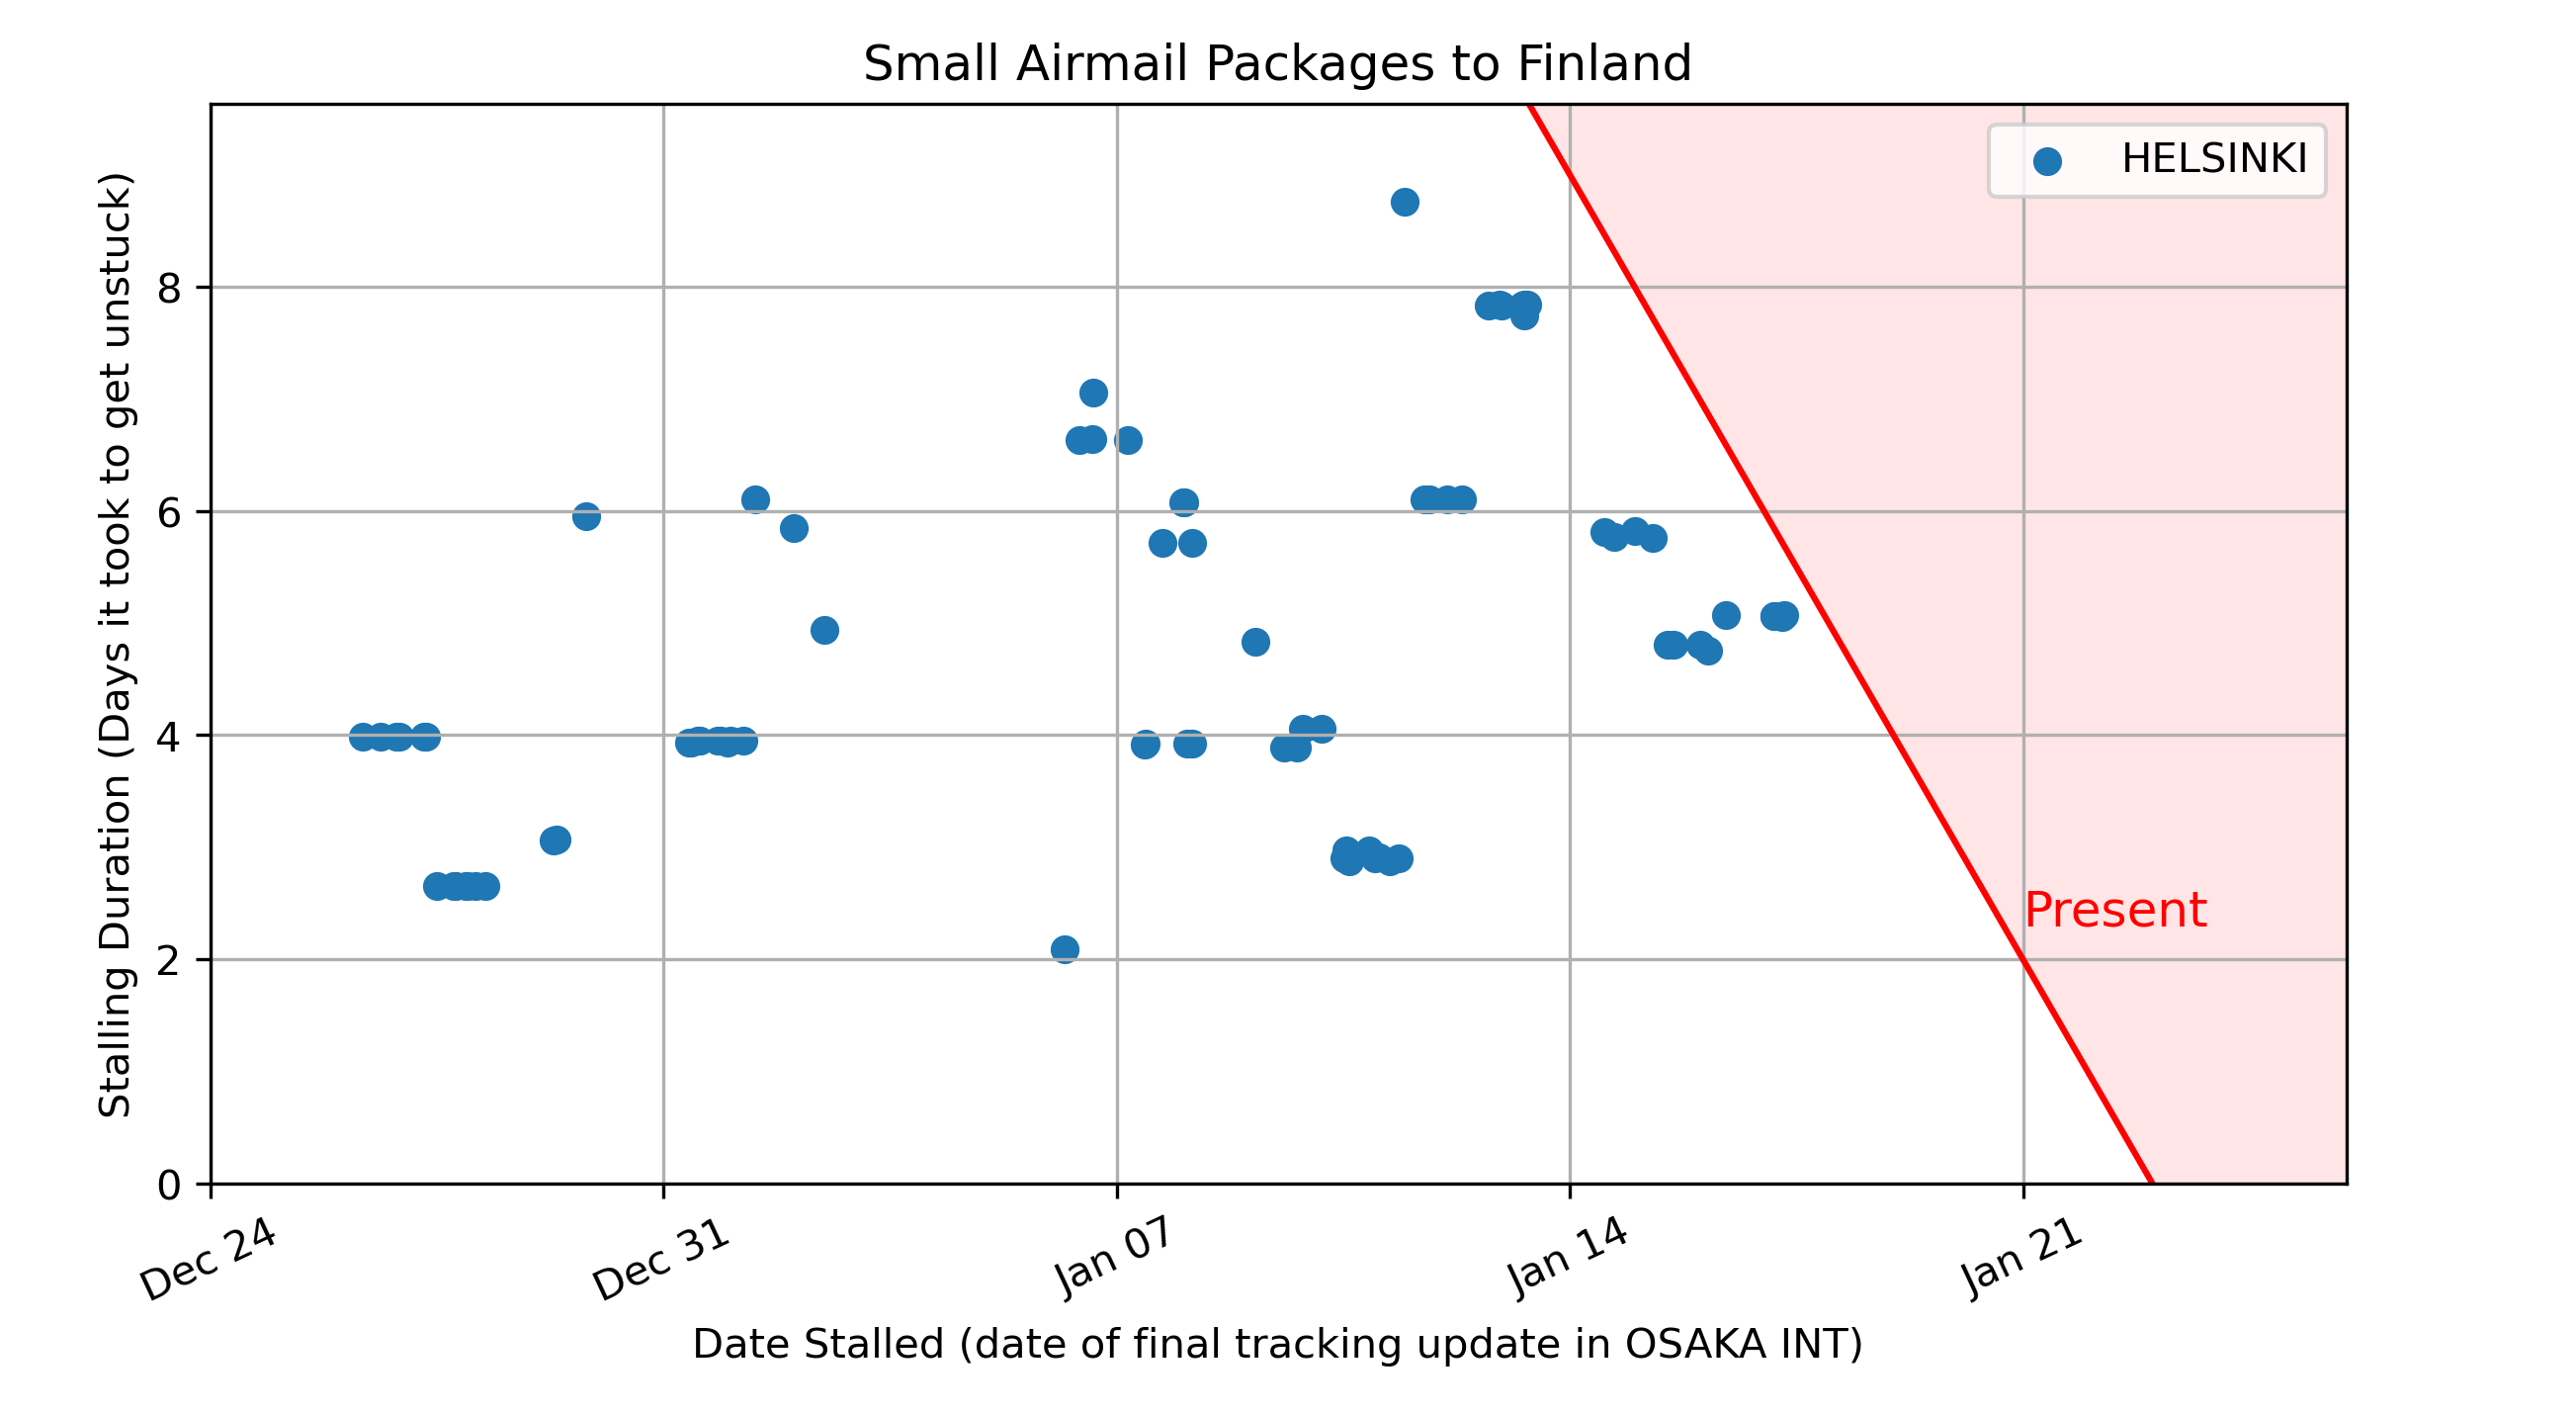 Small Airmail Packages to Finland
HELSINKI
Stalling Duration (Days it took to get unstuck)
8
6
4
2
0
Present
Dec 24
Dec 31
Jan 07
Jan 14
Jan 21
Date Stalled (date of final tracking update in OSAKA INT)